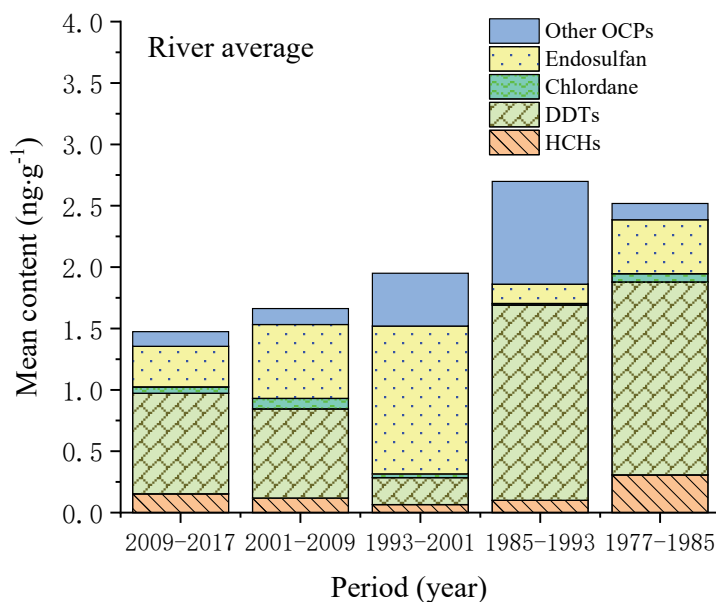 River average
Other OCPs
Endosulfan
Chlordane
DDTs
HCHs
Mean content (ng·g⁻¹)
4.0
3.5
3.0
2.5
2.0
1.5
1.0
0.5
0.0
2009-2017 2001-2009 1993-2001 1985-1993 1977-1985
Period (year)